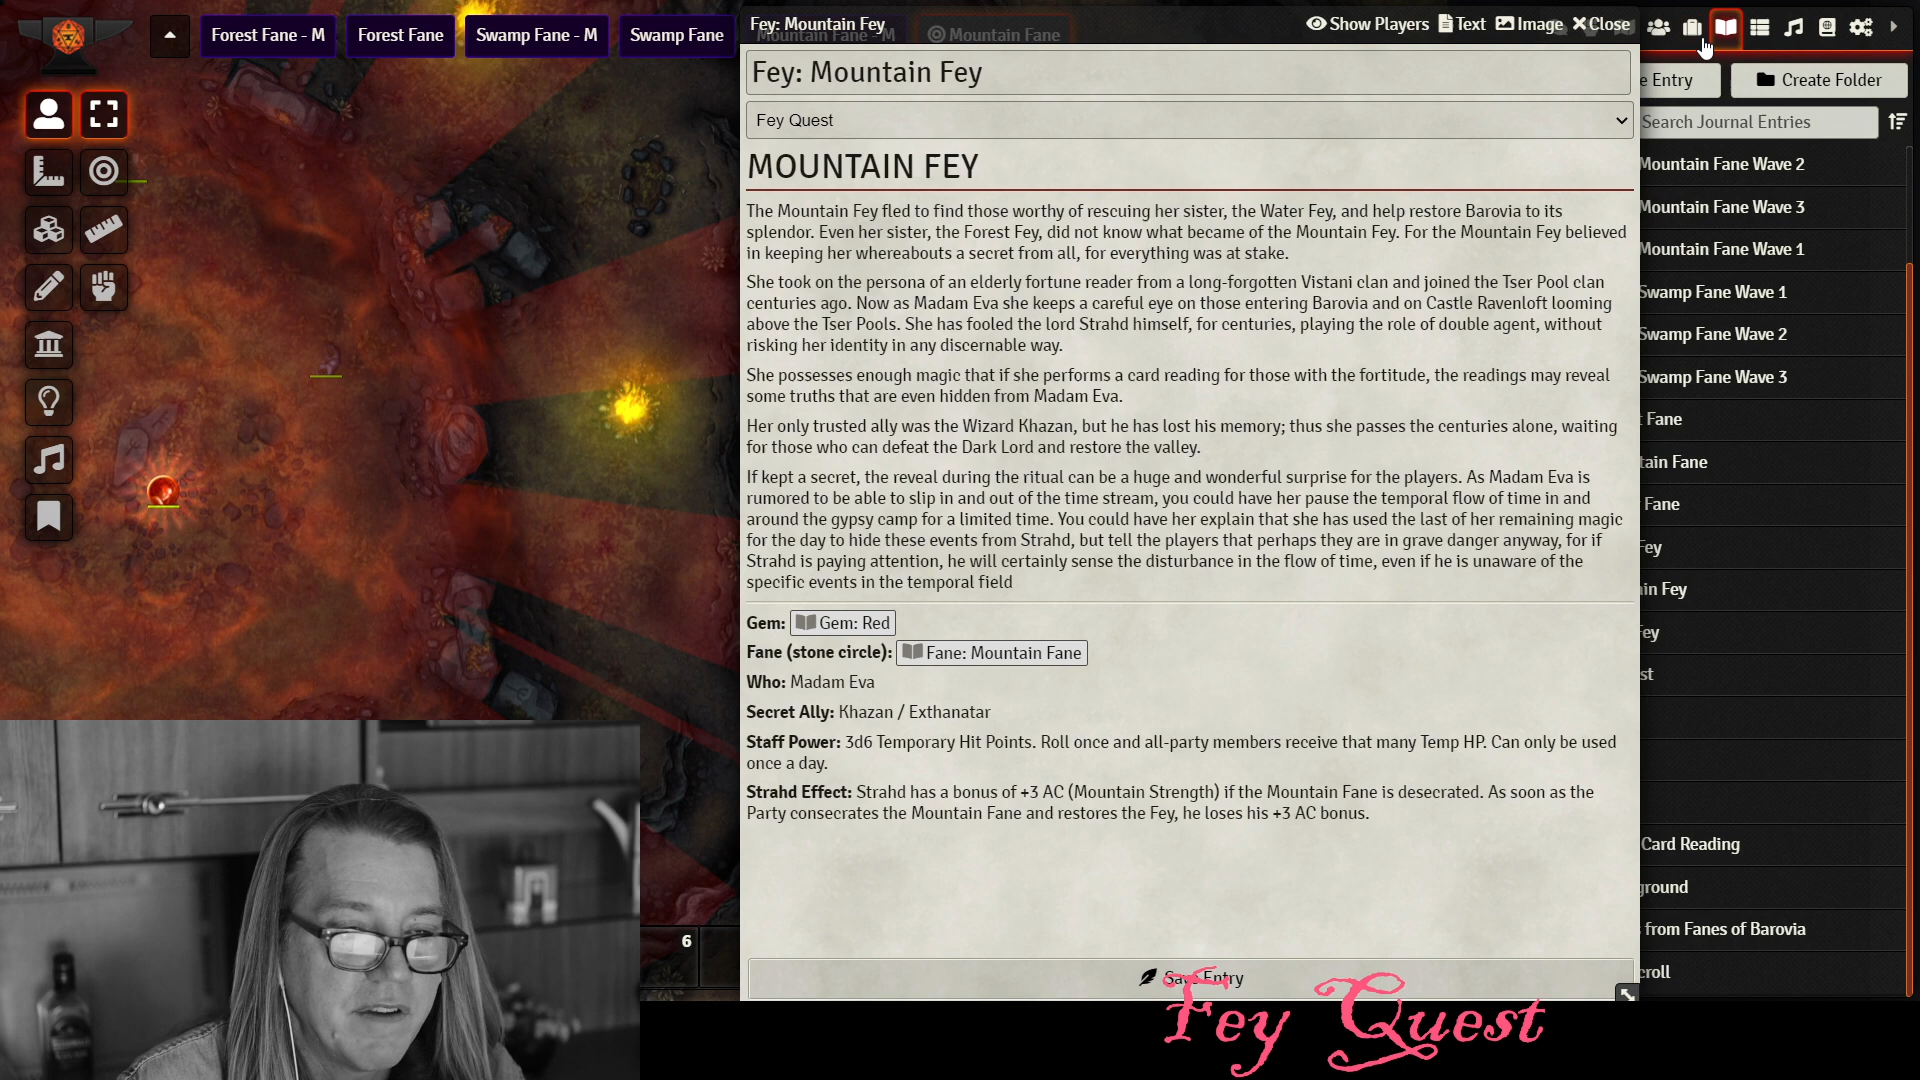 Forest Fane - M
Forest Fane
Swamp Fane - M
Swamp Fane
Fey: Mountain Fey
Show Players
Text
Image
Close
Mountain Fane - M
Mountain Fane
Entry
Create Folder
Search Journal Entries
Fey: Mountain Fey
Fey Quest
MOUNTAIN FEY
The Mountain Fey fled to find those worthy of rescuing her sister, the Water Fey, and help restore Barovia to its
splendor. Even her sister, the Forest Fey, did not know what became of the Mountain Fey. For the Mountain Fey believed
in keeping her whereabouts a secret from all, for everything was at stake.
She took on the persona of an elderly fortune reader from a long-forgotten Vistani clan and joined the Tser Pool clan
centuries ago. Now as Madam Eva she keeps a careful eye on those entering Barovia and on Castle Ravenloft looming
above the Tser Pools. She has fooled the lord Strahd himself, for centuries, playing the role of double agent, without
risking her identity in any discernable way.
She possesses enough magic that if she performs a card reading for those with the fortitude, the readings may reveal
some truths that are even hidden from Madam Eva.
Her only trusted ally was the Wizard Khazan, but he has lost his memory; thus she passes the centuries alone, waiting
for those who can defeat the Dark Lord and restore the valley.
If kept a secret, the reveal during the ritual can be a huge and wonderful surprise for the players. As Madam Eva is
rumored to be able to slip in and out of the time stream, you could have her pause the temporal flow of time in and
around the gypsy camp for a limited time. You could have her explain that she has used the last of her remaining magic
for the day to hide these events from Strahd, but tell the players that perhaps they are in grave danger anyway, for if
Strahd is paying attention, he will certainly sense the disturbance in the flow of time, even if he is unaware of the
specific events in the temporal field
Gem: Gem: Red
Fane (stone circle): Fane: Mountain Fane
Who: Madam Eva
Secret Ally: Khazan / Exthanatar
Staff Power: 3d6 Temporary Hit Points. Roll once and all-party members receive that many Temp HP. Can only be used
once a day.
Strahd Effect: Strahd has a bonus of +3 AC (Mountain Strength) if the Mountain Fane is desecrated. As soon as the
Party consecrates the Mountain Fane and restores the Fey, he loses his +3 AC bonus.
Save Entry
Mountain Fane Wave 2
Mountain Fane Wave 3
Mountain Fane Wave 1
Swamp Fane Wave 1
Swamp Fane Wave 2
Swamp Fane Wave 3
Fane
tain Fane
Fane
Fey
in Fey
Fey
st
Card Reading
ground
from Fanes of Barovia
croll
6
Fey Quest